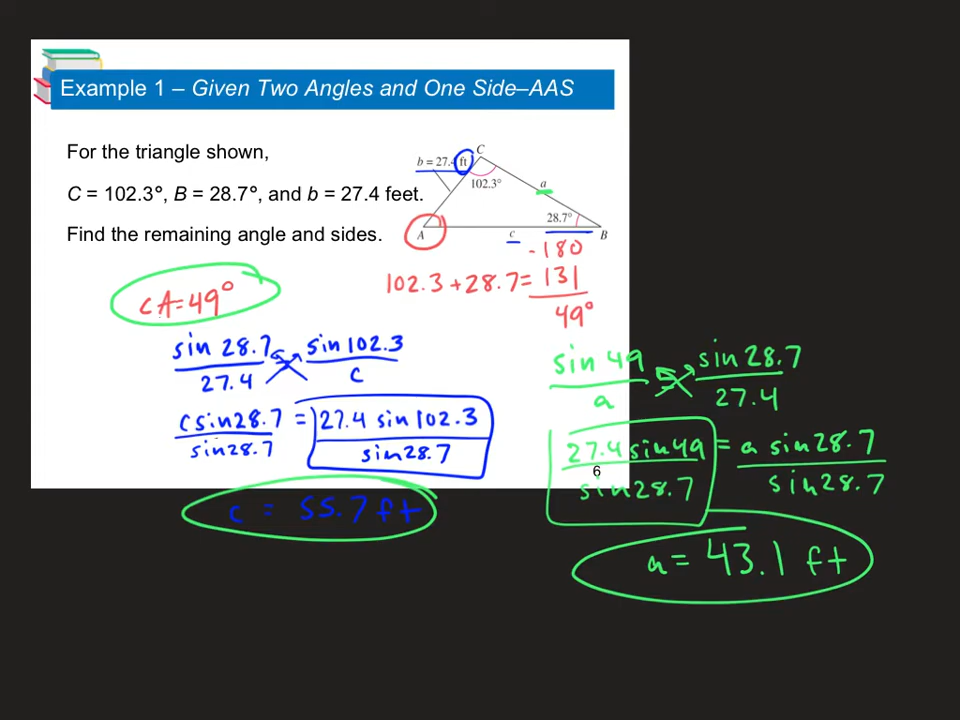 Example 1 – Given Two Angles and One Side–AAS
For the triangle shown,
C = 102.3°, B = 28.7°, and b = 27.4 feet.
Find the remaining angle and sides.
C
b = 27.4 ft
102.3°
a
28.7°
A
c
B
-180
102.3 + 28.7 = 131
49°
<A = 49°
sin 28.7 / 27.4
sin 102.3 / c
c sin 28.7 / sin 28.7 = 27.4 sin 102.3 / sin 28.7
c = 55.7 ft
sin 49 / a
sin 28.7 / 27.4
27.4 sin 49 / sin 28.7 = a sin 28.7 / sin 28.7
6
a = 43.1 ft